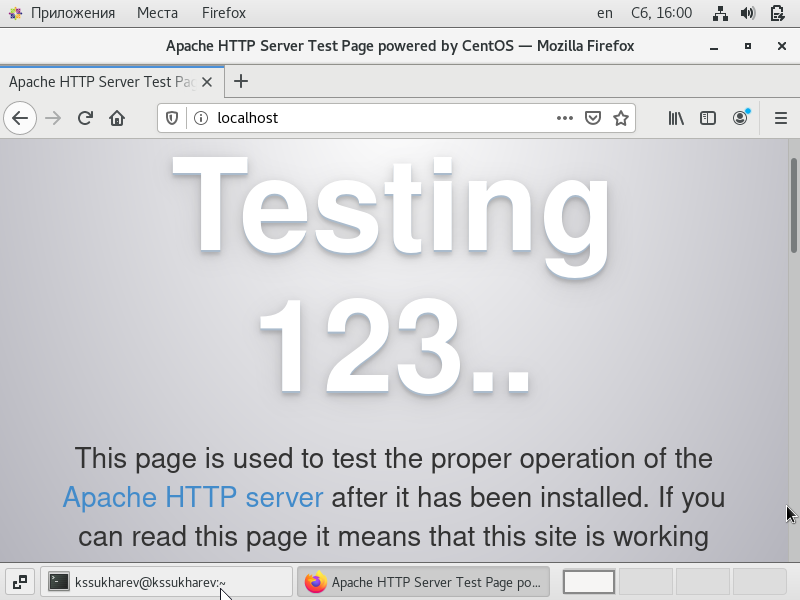 Приложения Места Firefox en Сб, 16:00
Apache HTTP Server Test Page powered by CentOS — Mozilla Firefox
Apache HTTP Server Test Pag
localhost
Testing
123..
This page is used to test the proper operation of the
Apache HTTP server after it has been installed. If you
can read this page it means that this site is working
kssukharev@kssukharev:~ Apache HTTP Server Test Page po...